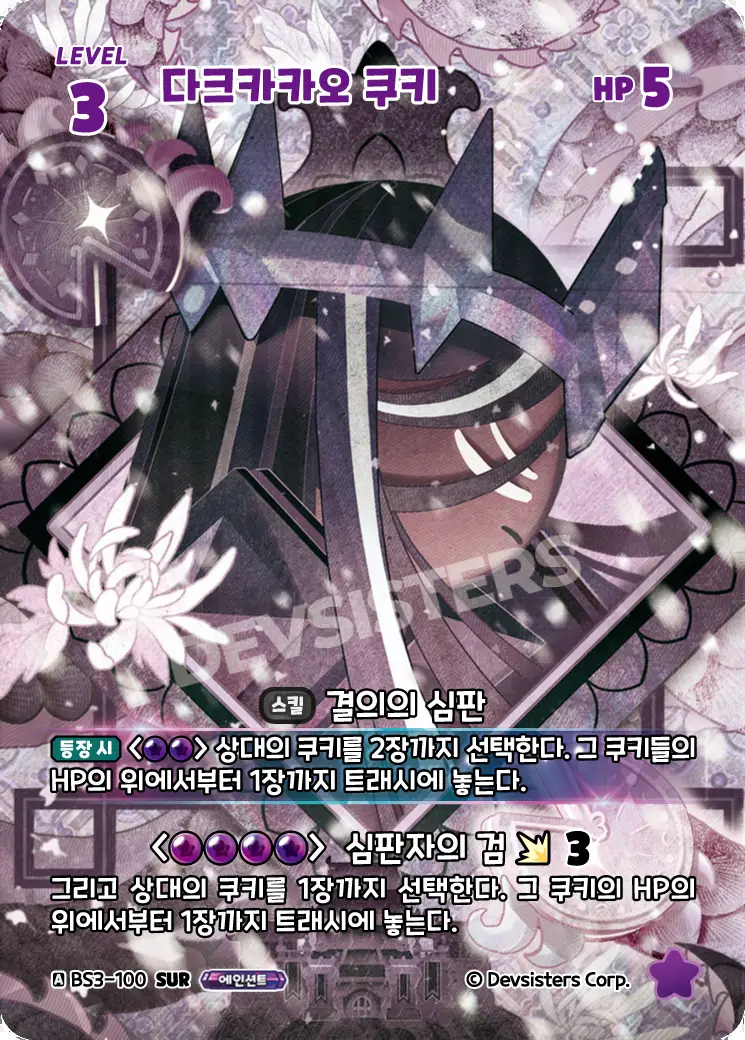 LEVEL
3
다크카카오 쿠키
HP 5
DEVSISTERS
스킬 결의의 심판
등장 시 < > 상대의 쿠키를 2장까지 선택한다. 그 쿠키들의
HP의 위에서부터 1장까지 트래시에 놓는다.
< > 심판자의 검 3
그리고 상대의 쿠키를 1장까지 선택한다. 그 쿠키의 HP의
위에서부터 1장까지 트래시에 놓는다.
A BS3-100 SUR 에인션트
© Devsisters Corp.